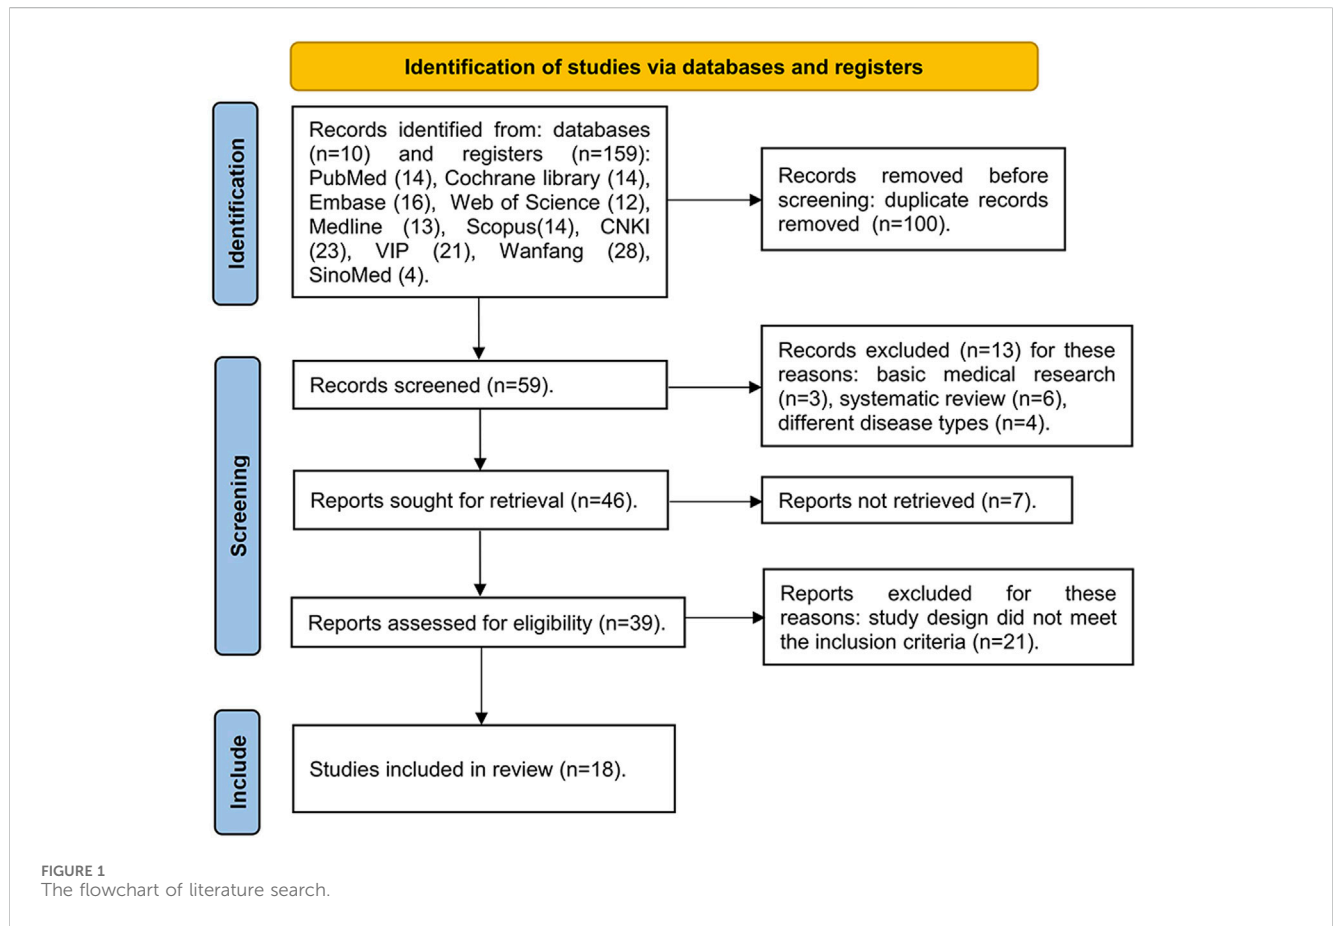 Identification of studies via databases and registers
Identification
Records identified from: databases
(n=10) and registers (n=159):
PubMed (14), Cochrane library (14),
Embase (16), Web of Science (12),
Medline (13), Scopus(14), CNKI
(23), VIP (21), Wanfang (28),
SinoMed (4).
Records removed before
screening: duplicate records
removed (n=100).
Screening
Records screened (n=59).
Records excluded (n=13) for these
reasons: basic medical research
(n=3), systematic review (n=6),
different disease types (n=4).
Reports sought for retrieval (n=46).
Reports not retrieved (n=7).
Reports assessed for eligibility (n=39).
Reports excluded for these
reasons: study design did not meet
the inclusion criteria (n=21).
Include
Studies included in review (n=18).
FIGURE 1
The flowchart of literature search.